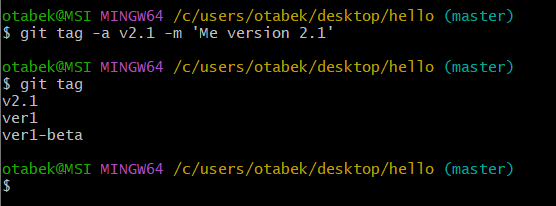 otabek@MSI MINGW64 /c/users/otabek/desktop/hello (master)
$ git tag -a v2.1 -m 'Me version 2.1'
otabek@MSI MINGW64 /c/users/otabek/desktop/hello (master)
$ git tag
v2.1
ver1
ver1-beta
otabek@MSI MINGW64 /c/users/otabek/desktop/hello (master)
$